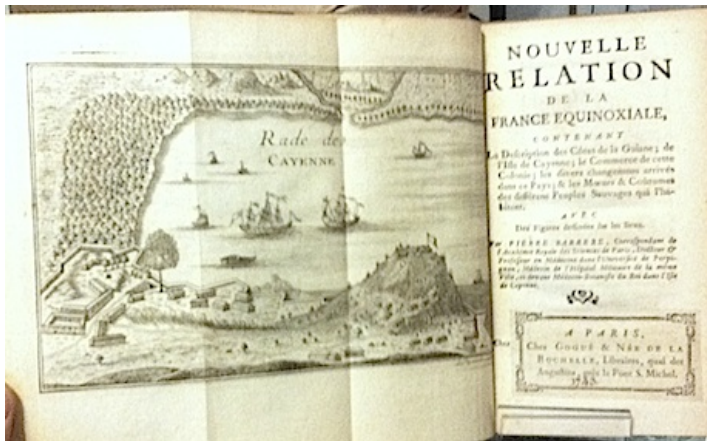 Rade de
CAYENNE
NOUVELLE
RELATION
DE LA
FRANCE EQUINOXIALE,
CONTENANT
La Description des Côtes de la Guiane; de
l'Isle de Cayenne; le Commerce de cette
Colonie; les divers changemens arrivés
dans ce Pays; & les Mœurs & Coûtumes
des différens Peuples Sauvages qui l'ha-
bitent.
AVEC
Des Figures dessinées sur les lieux.
Par PIERRE BARRERE, Correspondant de
l'Académie Royale des Sciences de Paris, Docteur &
Professeur en Médecine dans l'Université de Perpi-
gnan, Médecin de l'Hôpital Militaire de la même
Ville, ci-devant Médecin-Botaniste du Roi dans l'Isle
de Cayenne.
A PARIS,
Chez
Chez GOGUÉ & NÉE DE LA
ROCHELLE, Libraires, quai des
Augustins, près le Pont S. Michel.